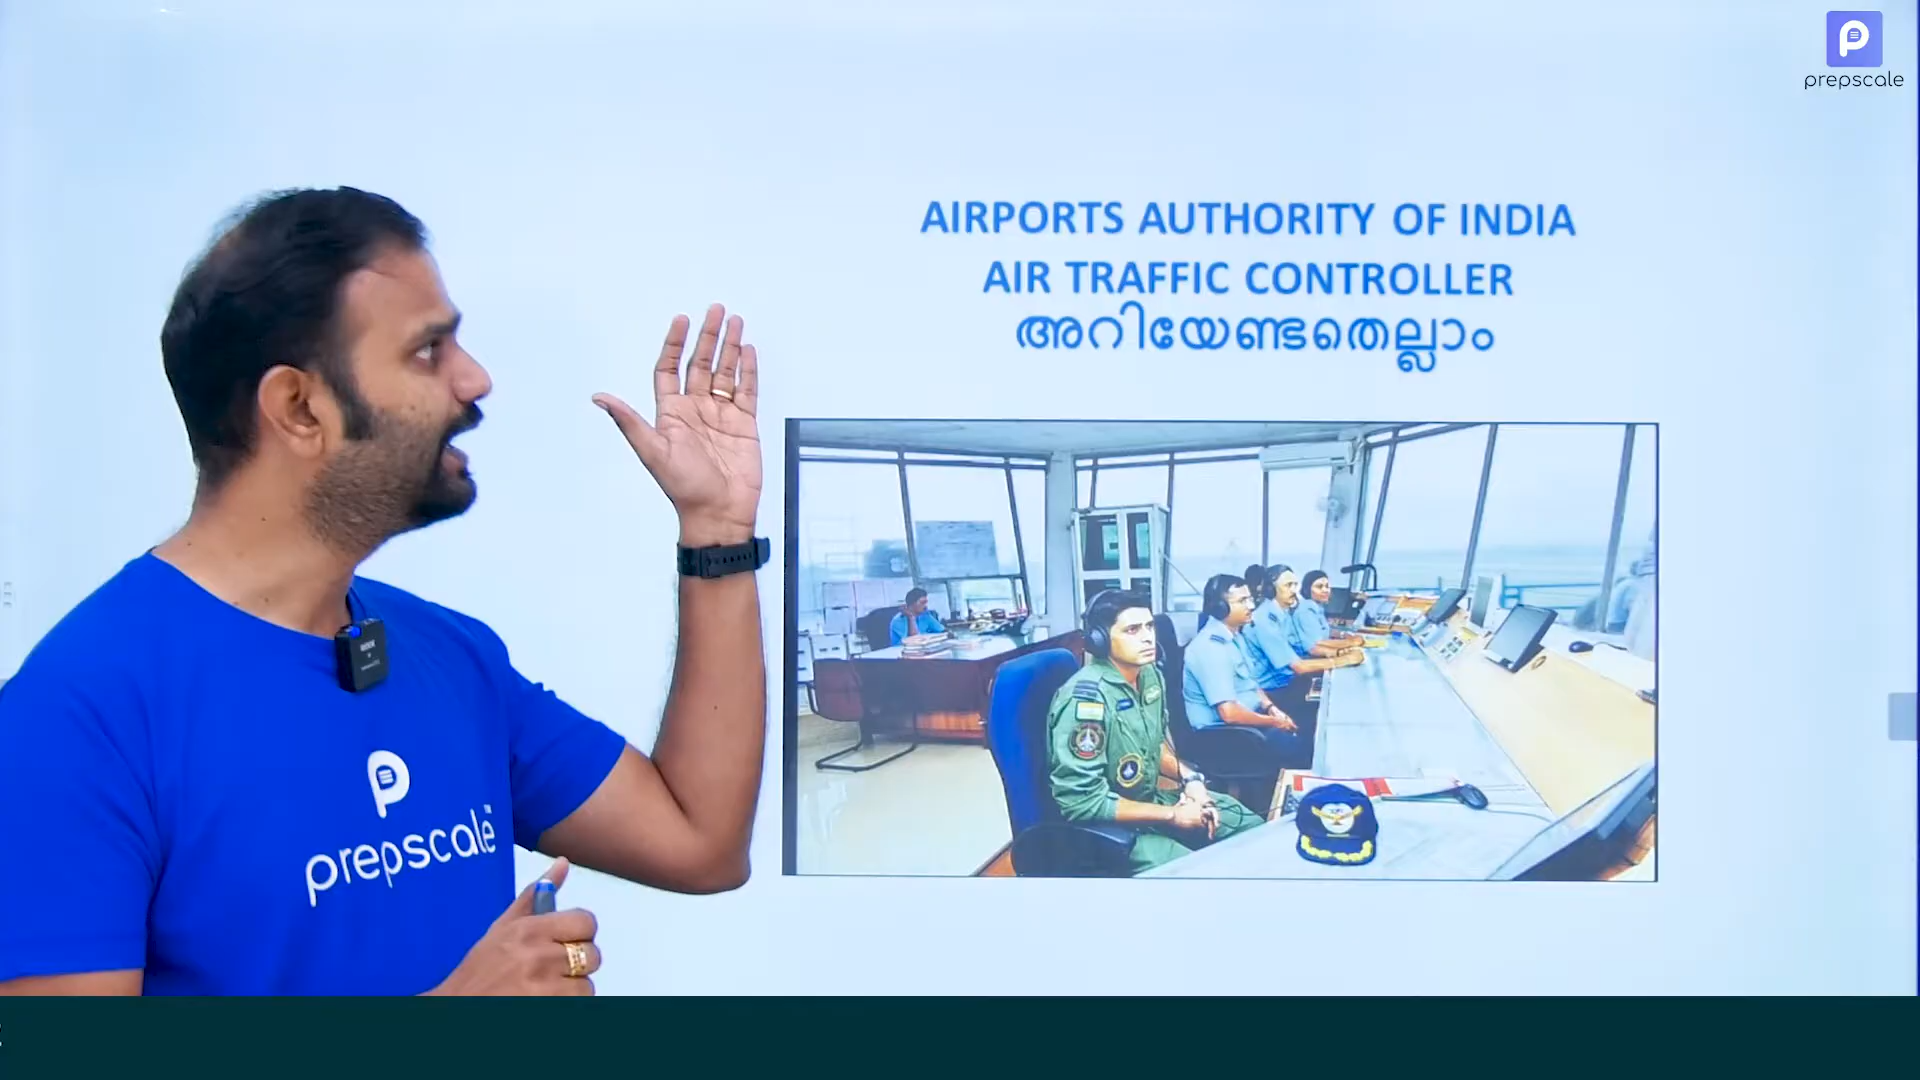 prepscale
AIRPORTS AUTHORITY OF INDIA
AIR TRAFFIC CONTROLLER
അറിയേണ്ടതെല്ലാം
prepscale